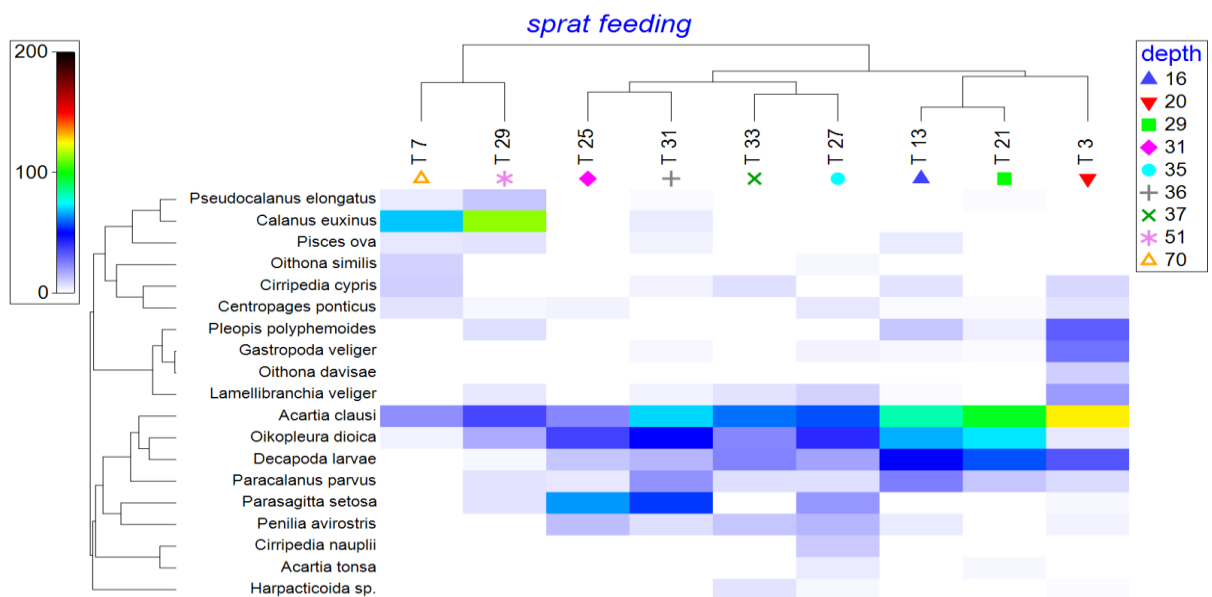 sprat feeding
200
100
0
depth
16
20
29
31
35
36
37
51
70
T 7
T 29
T 25
T 31
T 33
T 27
T 13
T 21
T 3
Pseudocalanus elongatus
Calanus euxinus
Pisces ova
Oithona similis
Cirripedia cypris
Centropages ponticus
Pleopis polyphemoides
Gastropoda veliger
Oithona davisae
Lamellibranchia veliger
Acartia clausi
Oikopleura dioica
Decapoda larvae
Paracalanus parvus
Parasagitta setosa
Penilia avirostris
Cirripedia nauplii
Acartia tonsa
Harpacticoida sp.